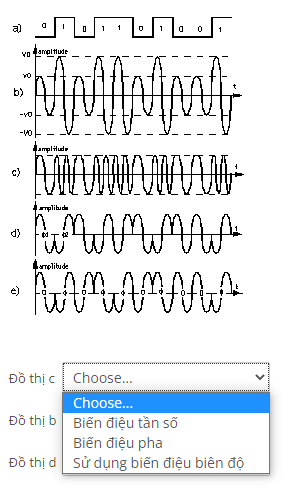 a) 0 1 0 1 1 0 1 0 0 1
amplitude
V0
v0
b) t
-v0
-V0
amplitude
c) t
amplitude
d) t
amplitude
e) t
Đồ thị c Choose...
Choose...
Biến điệu tần số
Đồ thị b
Biến điệu pha
Đồ thị d Sử dụng biến điệu biên độ